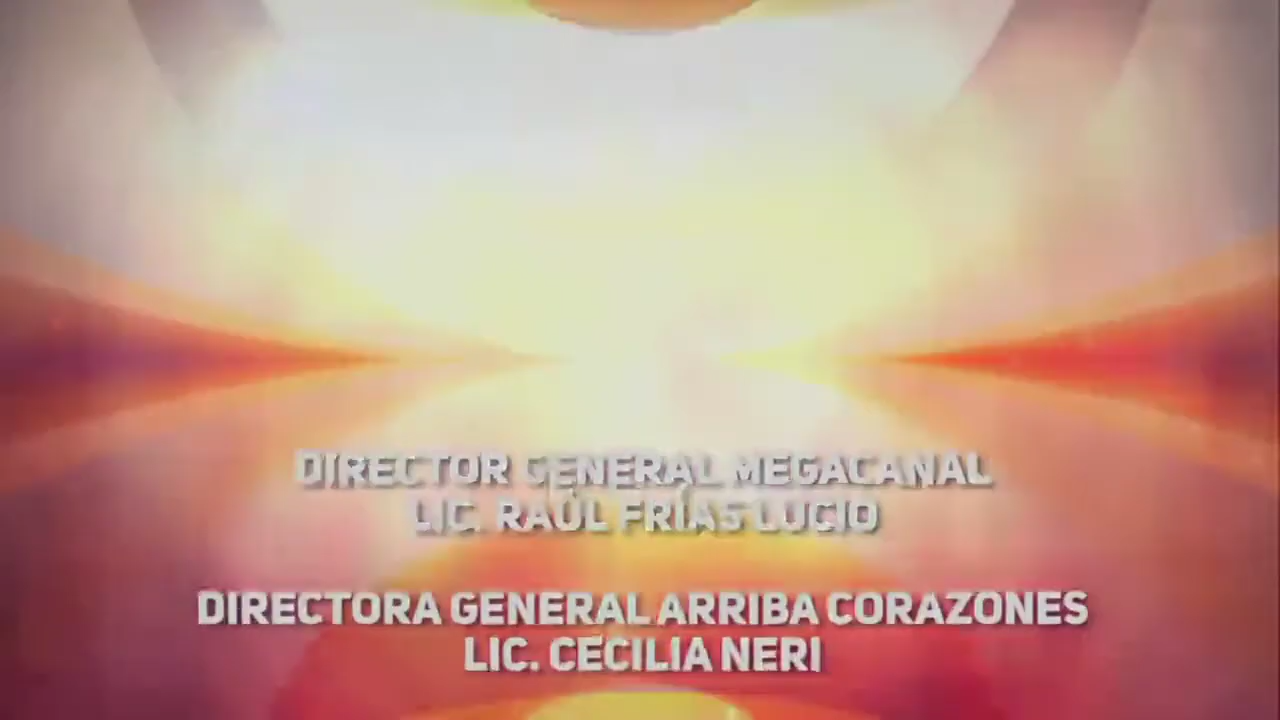 DIRECTOR GENERAL MEGACANAL
LIC. RAÚL FRÍAS LUCIO
DIRECTORA GENERAL ARRIBA CORAZONES
LIC. CECILIA NERI